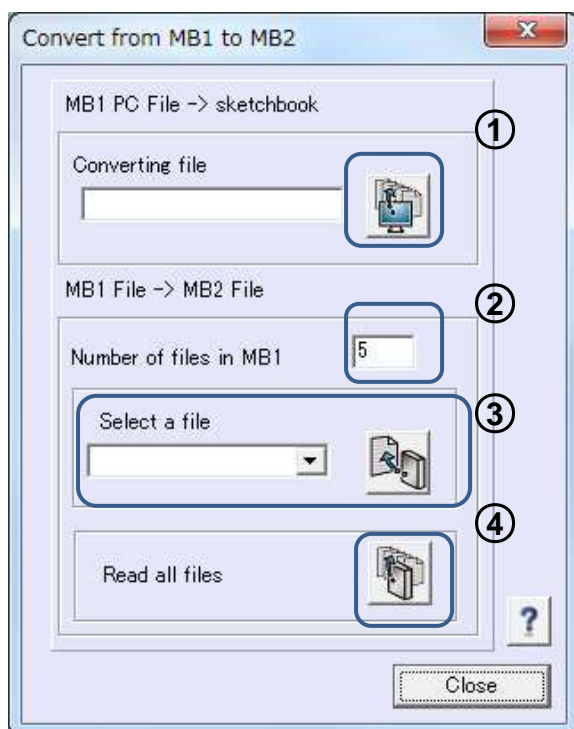 Convert from MB1 to MB2
MB1 PC File -> sketchbook
①
Converting file
MB1 File -> MB2 File
②
Number of files in MB1
5
③
Select a file
④
Read all files
?
Close